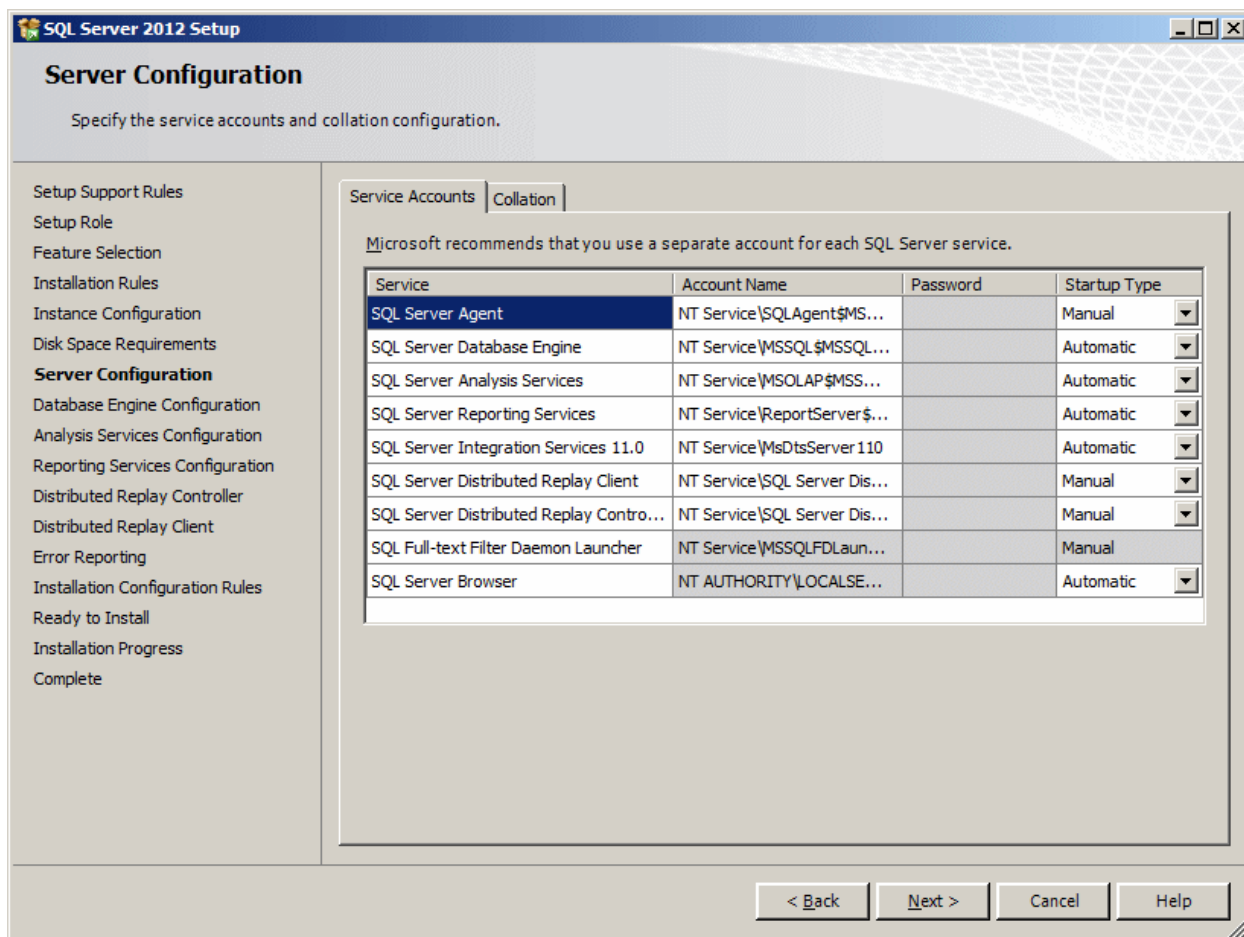 SQL Server 2012 Setup
Server Configuration
Specify the service accounts and collation configuration.
Setup Support Rules
Setup Role
Feature Selection
Installation Rules
Instance Configuration
Disk Space Requirements
Server Configuration
Database Engine Configuration
Analysis Services Configuration
Reporting Services Configuration
Distributed Replay Controller
Distributed Replay Client
Error Reporting
Installation Configuration Rules
Ready to Install
Installation Progress
Complete
Service Accounts Collation
Microsoft recommends that you use a separate account for each SQL Server service.
Service Account Name Password Startup Type
SQL Server Agent NT Service\SQLAgent$MS... Manual
SQL Server Database Engine NT Service\MSSQL$MSSQL... Automatic
SQL Server Analysis Services NT Service\MSOLAP$MSS... Automatic
SQL Server Reporting Services NT Service\ReportServer$... Automatic
SQL Server Integration Services 11.0 NT Service\MsDtsServer110 Automatic
SQL Server Distributed Replay Client NT Service\SQL Server Dis... Manual
SQL Server Distributed Replay Contro... NT Service\SQL Server Dis... Manual
SQL Full-text Filter Daemon Launcher NT Service\MSSQLFDLaun... Manual
SQL Server Browser NT AUTHORITY\LOCALSE... Automatic
< Back Next > Cancel Help